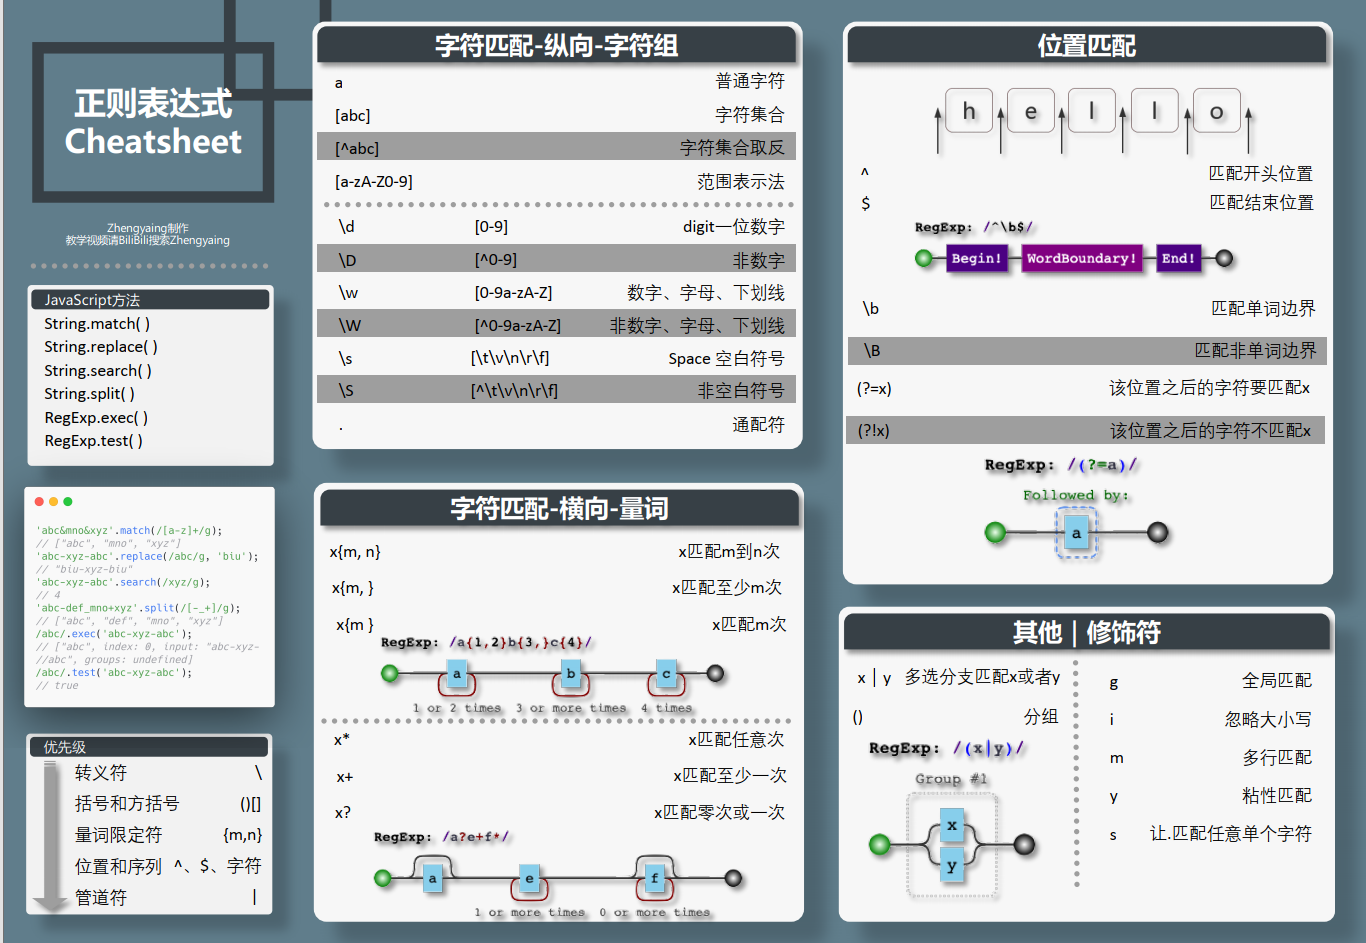 正则表达式
Cheatsheet
Zhengyaing制作
教学视频请BiliBili搜索Zhengyaing
JavaScript方法
String.match( )
String.replace( )
String.search( )
String.split( )
RegExp.exec( )
RegExp.test( )
'abc&mno&xyz'.match(/[a-z]+/g);
// ["abc", "mno", "xyz"]
'abc-xyz-abc'.replace(/abc/g, 'biu');
// "biu-xyz-biu"
'abc-xyz-abc'.search(/xyz/g);
// 4
'abc-def_mno+xyz'.split(/[-_+]/g);
// ["abc", "def", "mno", "xyz"]
/abc/.exec('abc-xyz-abc');
// ["abc", index: 0, input: "abc-xyz-
//abc", groups: undefined]
/abc/.test('abc-xyz-abc');
// true
优先级
转义符 \
括号和方括号 ()[]
量词限定符 {m,n}
位置和序列 ^、$、字符
管道符 |
字符匹配-纵向-字符组
a 普通字符
[abc] 字符集合
[^abc] 字符集合取反
[a-zA-Z0-9] 范围表示法
\d [0-9] digit一位数字
\D [^0-9] 非数字
\w [0-9a-zA-Z] 数字、字母、下划线
\W [^0-9a-zA-Z] 非数字、字母、下划线
\s [\t\v\n\r\f] Space 空白符号
\S [^\t\v\n\r\f] 非空白符号
. 通配符
字符匹配-横向-量词
x{m, n} x匹配m到n次
x{m, } x匹配至少m次
x{m } x匹配m次
RegExp: /a{1,2}b{3,}c{4}/
a b c
1 or 2 times 3 or more times 4 times
x* x匹配任意次
x+ x匹配至少一次
x? x匹配零次或一次
RegExp: /a?e+f*/
a e f
1 or more times 0 or more times
位置匹配
h e l l o
^ 匹配开头位置
$ 匹配结束位置
RegExp: /^\b$/
Begin! WordBoundary! End!
\b 匹配单词边界
\B 匹配非单词边界
(?=x) 该位置之后的字符要匹配x
(?!x) 该位置之后的字符不匹配x
RegExp: /(?=a)/
Followed by:
a
其他 | 修饰符
x | y 多选分支匹配x或者y
() 分组
RegExp: /(x|y)/
Group #1
x
y
g 全局匹配
i 忽略大小写
m 多行匹配
y 粘性匹配
s 让.匹配任意单个字符